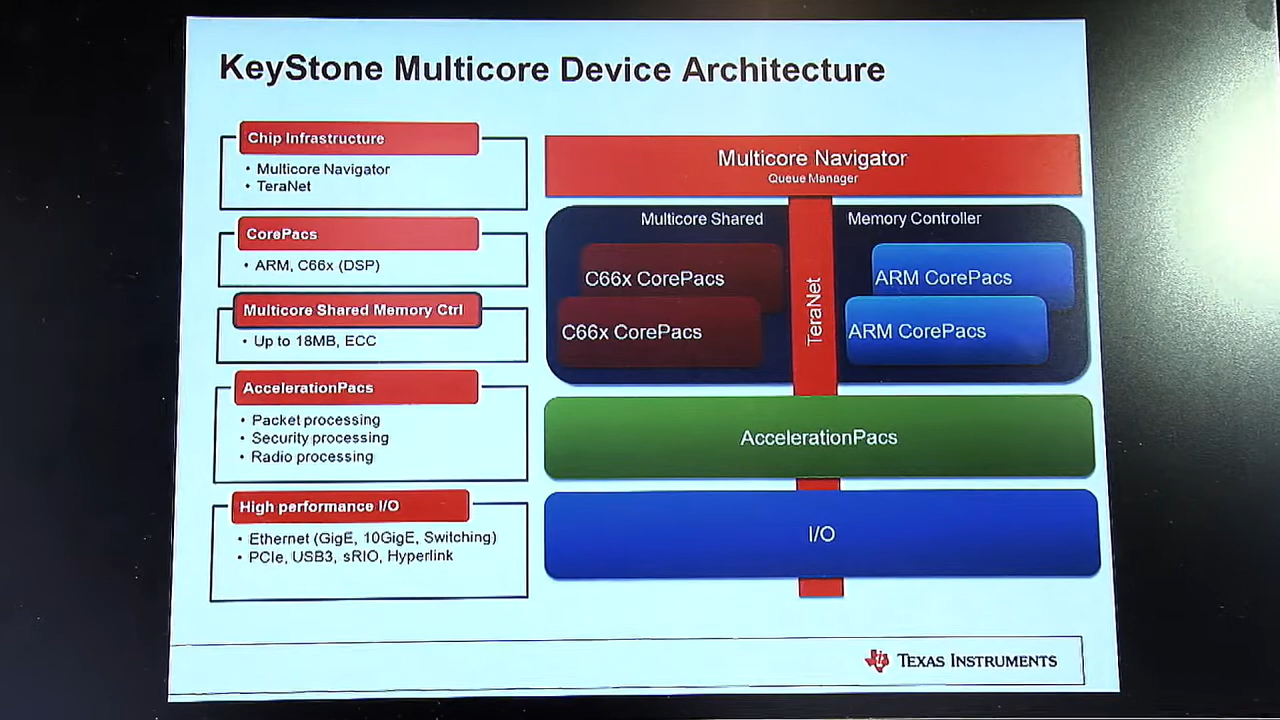 KeyStone Multicore Device Architecture
Chip Infrastructure
• Multicore Navigator
• TeraNet
CorePacs
• ARM, C66x (DSP)
Multicore Shared Memory Ctrl
• Up to 18MB, ECC
AccelerationPacs
• Packet processing
• Security processing
• Radio processing
High performance I/O
• Ethernet (GigE, 10GigE, Switching)
• PCIe, USB3, sRIO, Hyperlink
Multicore Navigator
Queue Manager
Multicore Shared Memory Controller
C66x CorePacs
C66x CorePacs
TeraNet
ARM CorePacs
ARM CorePacs
AccelerationPacs
I/O
TEXAS INSTRUMENTS